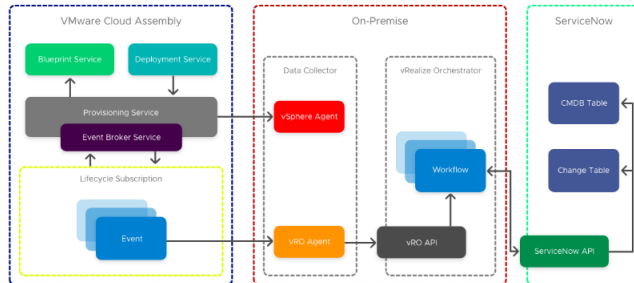 VMware Cloud Assembly
On-Premise
ServiceNow
Blueprint Service
Deployment Service
Provisioning Service
Event Broker Service
Lifecycle Subscription
Event
Data Collector
vSphere Agent
vRO Agent
vRealize Orchestrator
Workflow
vRO API
CMDB Table
Change Table
ServiceNow API